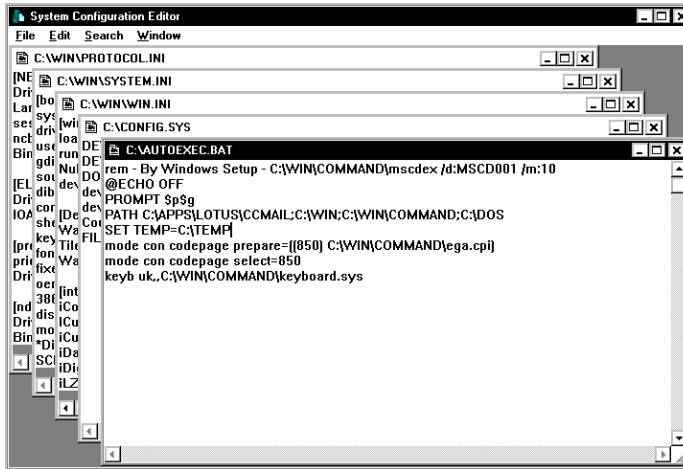 System Configuration Editor
File Edit Search Window
C:\WIN\PROTOCOL.INI
C:\WIN\SYSTEM.INI
C:\WIN\WIN.INI
C:\CONFIG.SYS
C:\AUTOEXEC.BAT
rem - By Windows Setup - C:\WIN\COMMAND\mscdex /d:MSCD001 /m:10
@ECHO OFF
PROMPT $p$g
PATH C:\APPS\LOTUS\CCMAIL;C:\WIN;C:\WIN\COMMAND;C:\DOS
SET TEMP=C:\TEMP
mode con codepage prepare=((850) C:\WIN\COMMAND\ega.cpi)
mode con codepage select=850
keyb uk,,C:\WIN\COMMAND\keyboard.sys